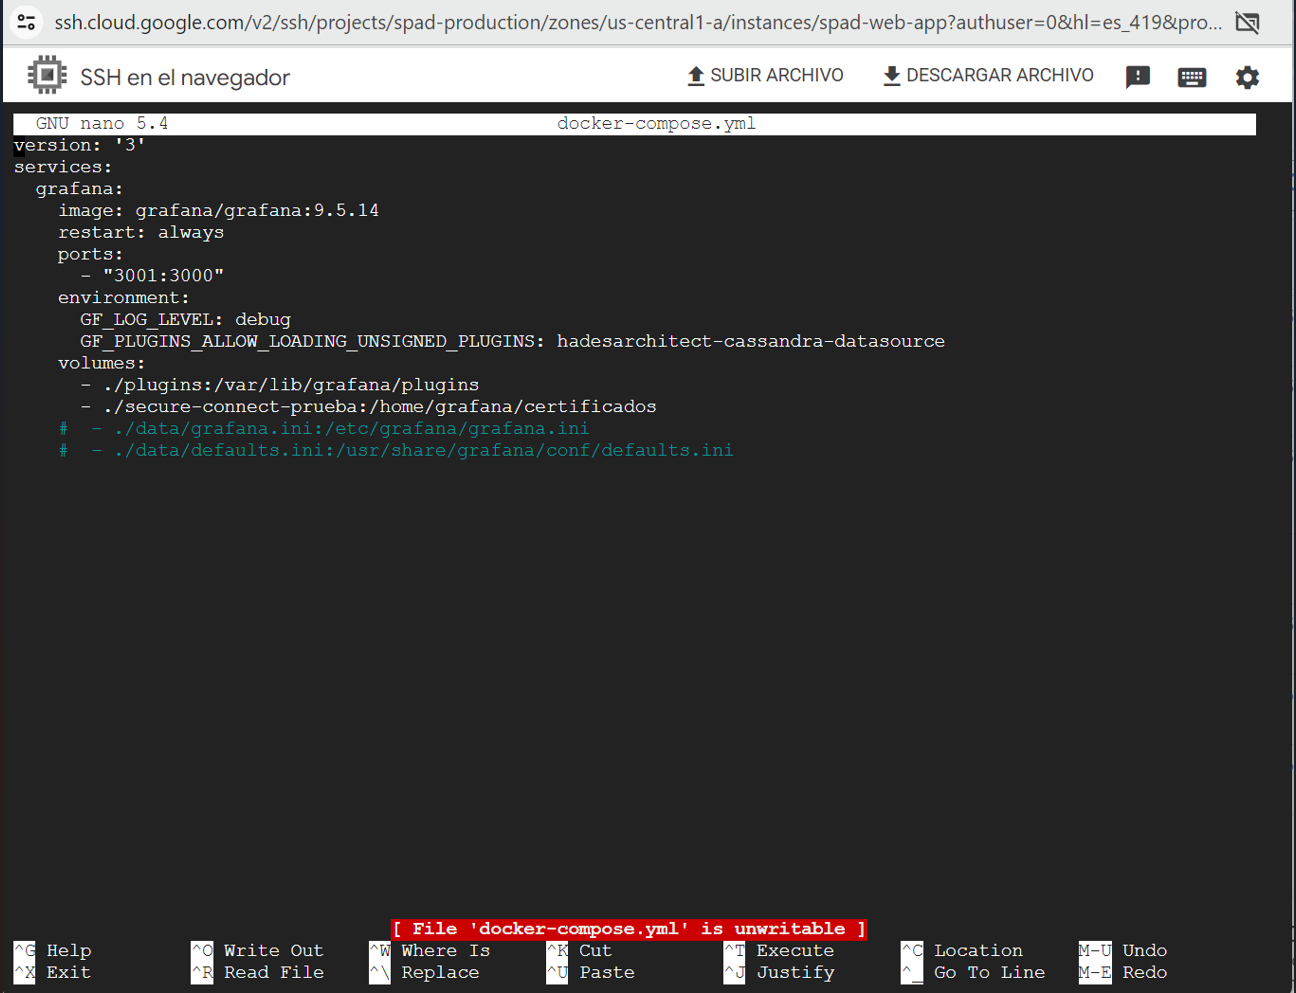 ssh.cloud.google.com/v2/ssh/projects/spad-production/zones/us-central1-a/instances/spad-web-app?authuser=0&hl=es_419&pro...
SSH en el navegador SUBIR ARCHIVO DESCARGAR ARCHIVO
GNU nano 5.4 docker-compose.yml
version: '3'
services:
  grafana:
    image: grafana/grafana:9.5.14
    restart: always
    ports:
      - "3001:3000"
    environment:
      GF_LOG_LEVEL: debug
      GF_PLUGINS_ALLOW_LOADING_UNSIGNED_PLUGINS: hadesarchitect-cassandra-datasource
    volumes:
      - ./plugins:/var/lib/grafana/plugins
      - ./secure-connect-prueba:/home/grafana/certificados
    #  - ./data/grafana.ini:/etc/grafana/grafana.ini
    #  - ./data/defaults.ini:/usr/share/grafana/conf/defaults.ini
[ File 'docker-compose.yml' is unwritable ]
^G Help ^O Write Out ^W Where Is ^K Cut ^T Execute ^C Location M-U Undo
^X Exit ^R Read File ^\ Replace ^U Paste ^J Justify ^_ Go To Line M-E Redo